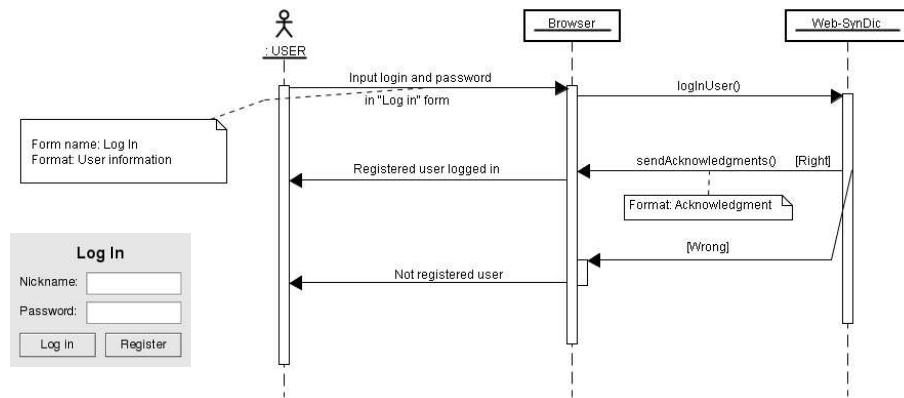 Browser
Web-SynDic
: USER
Input login and password
in "Log in" form
logInUser()
Form name: Log In
Format: User information
sendAcknowledgments() [Right]
Registered user logged in
Format: Acknowledgment
[Wrong]
Not registered user
Log In
Nickname:
Password:
Log in Register